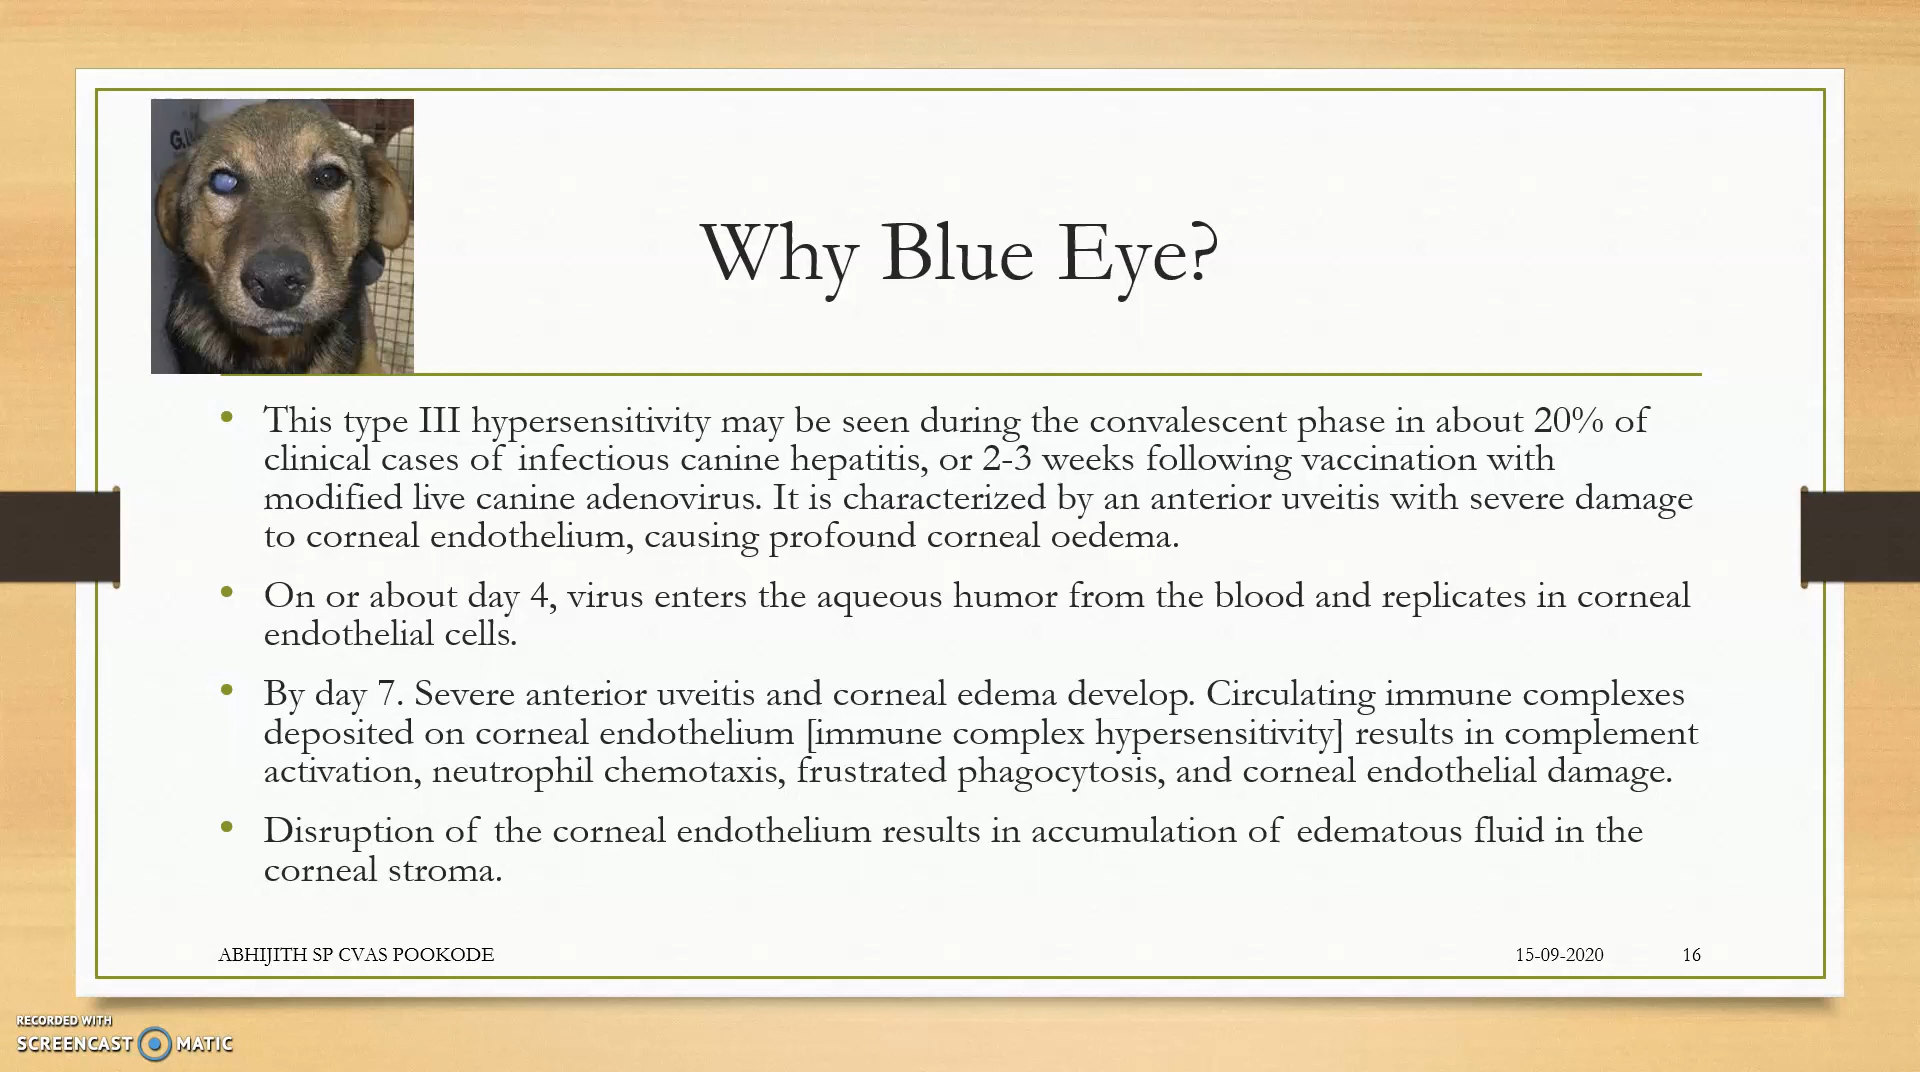 G.
Why Blue Eye?
• This type III hypersensitivity may be seen during the convalescent phase in about 20% of
clinical cases of infectious canine hepatitis, or 2-3 weeks following vaccination with
modified live canine adenovirus. It is characterized by an anterior uveitis with severe damage
to corneal endothelium, causing profound corneal oedema.
• On or about day 4, virus enters the aqueous humor from the blood and replicates in corneal
endothelial cells.
• By day 7. Severe anterior uveitis and corneal edema develop. Circulating immune complexes
deposited on corneal endothelium [immune complex hypersensitivity] results in complement
activation, neutrophil chemotaxis, frustrated phagocytosis, and corneal endothelial damage.
• Disruption of the corneal endothelium results in accumulation of edematous fluid in the
corneal stroma.
ABHIJITH SP CVAS POOKODE 15-09-2020 16
RECORDED WITH
SCREENCAST MATIC